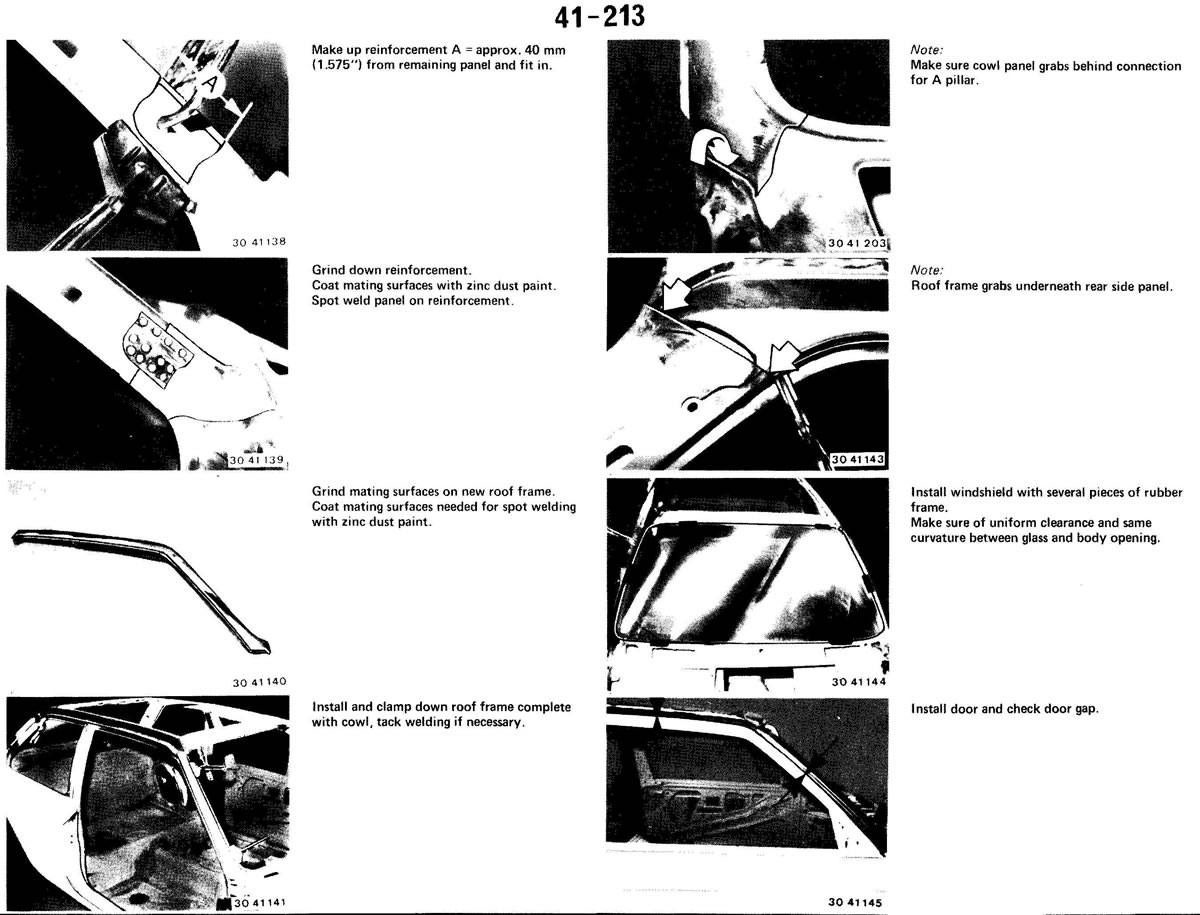 41-213
Make up reinforcement A = approx. 40 mm
(1.575") from remaining panel and fit in.
A
30 41 138
Grind down reinforcement.
Coat mating surfaces with zinc dust paint.
Spot weld panel on reinforcement.
30 41 139
Grind mating surfaces on new roof frame.
Coat mating surfaces needed for spot welding
with zinc dust paint.
30 41 140
Install and clamp down roof frame complete
with cowl, tack welding if necessary.
30 41 141
Note:
Make sure cowl panel grabs behind connection
for A pillar.
30 41 203
Note:
Roof frame grabs underneath rear side panel.
30 41 143
Install windshield with several pieces of rubber
frame.
Make sure of uniform clearance and same
curvature between glass and body opening.
30 41 144
Install door and check door gap.
30 41 145